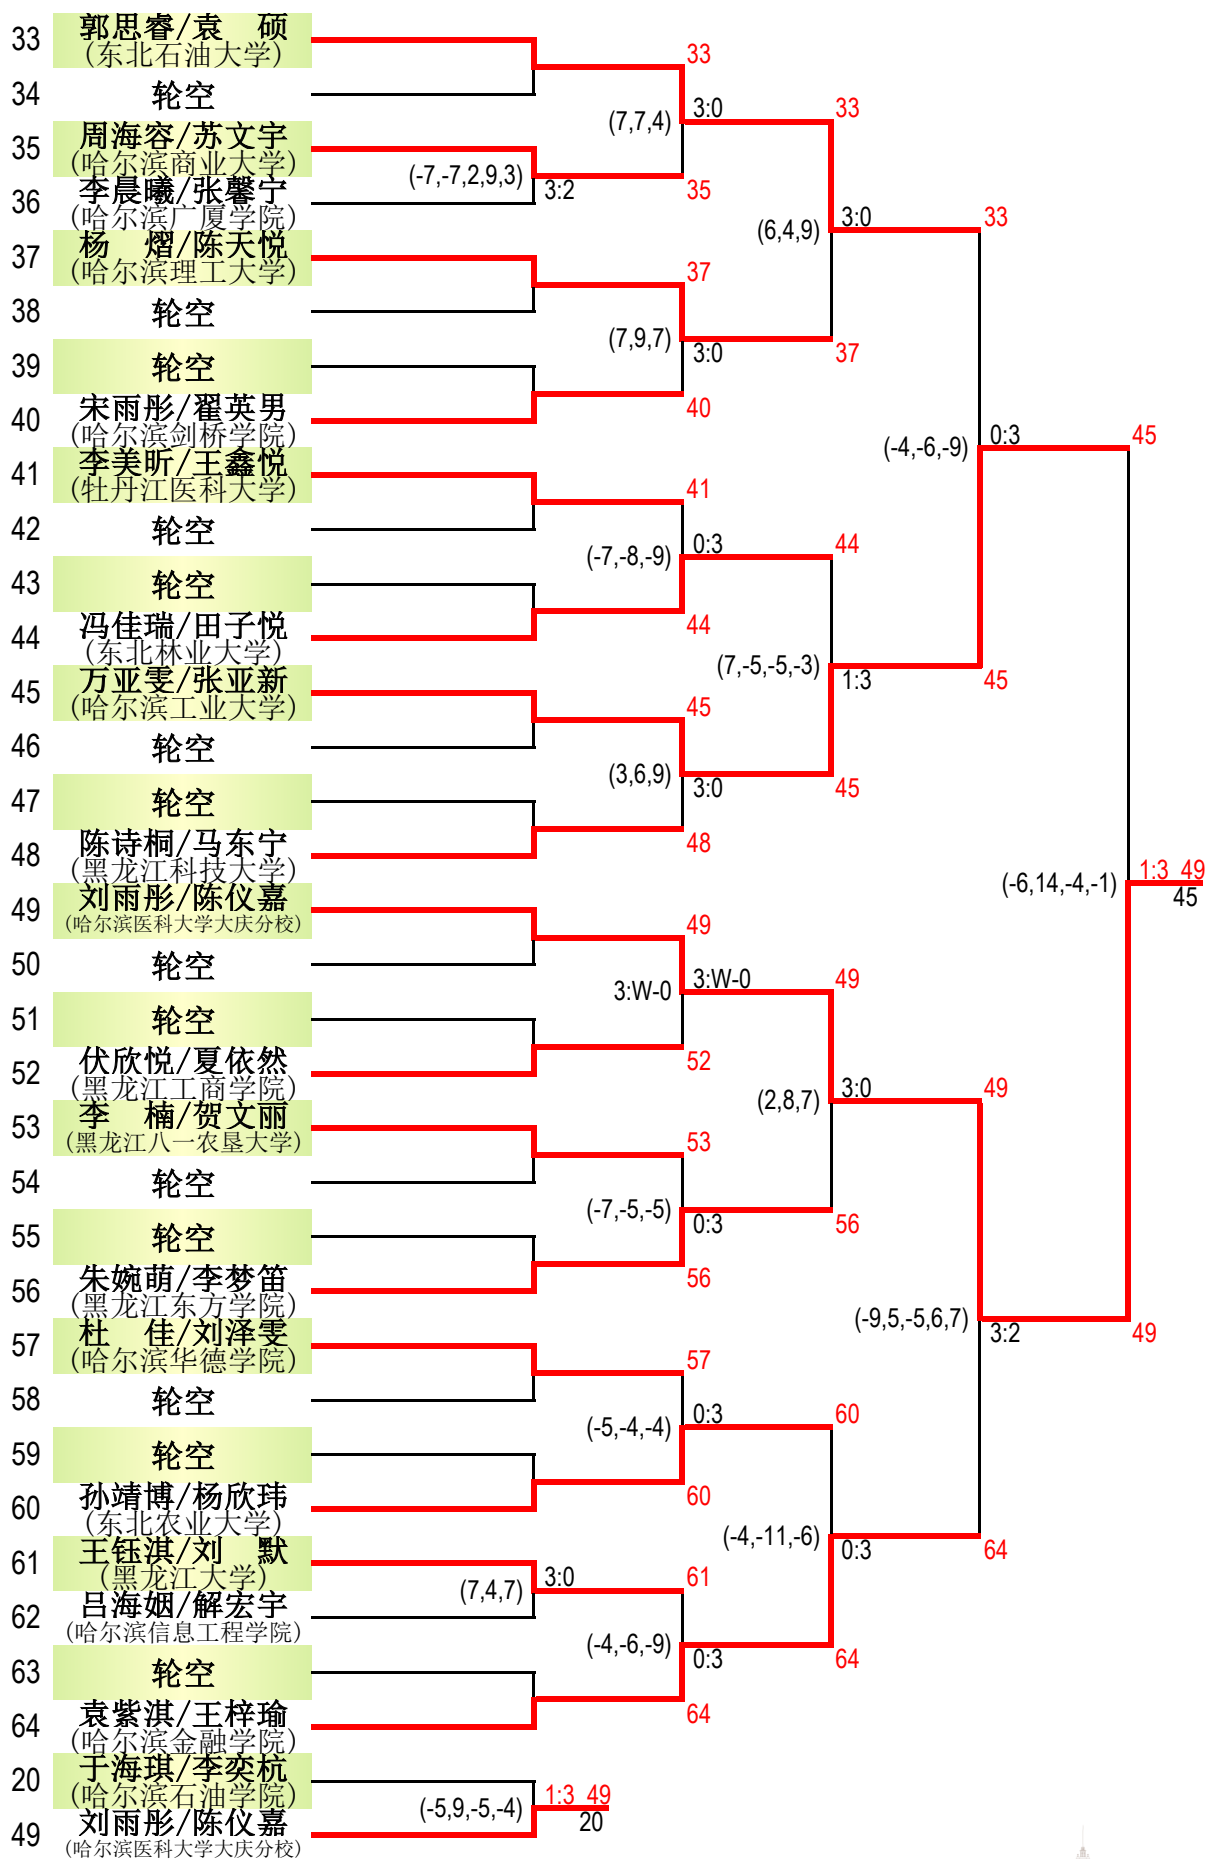 33 郭思睿/袁　硕
(东北石油大学)
34 轮空
35 周海容/苏文宇
(哈尔滨商业大学)
36 李晨曦/张馨宁
(哈尔滨广厦学院)
37 杨　熠/陈天悦
(哈尔滨理工大学)
38 轮空
39 轮空
40 宋雨彤/翟英男
(哈尔滨剑桥学院)
41 李美昕/王鑫悦
(牡丹江医科大学)
42 轮空
43 轮空
44 冯佳瑞/田子悦
(东北林业大学)
45 万亚雯/张亚新
(哈尔滨工业大学)
46 轮空
47 轮空
48 陈诗桐/马东宁
(黑龙江科技大学)
49 刘雨彤/陈仪嘉
(哈尔滨医科大学大庆分校)
50 轮空
51 轮空
52 伏欣悦/夏依然
(黑龙江工商学院)
53 李　楠/贺文丽
(黑龙江八一农垦大学)
54 轮空
55 轮空
56 朱婉萌/李梦笛
(黑龙江东方学院)
57 杜　佳/刘泽雯
(哈尔滨华德学院)
58 轮空
59 轮空
60 孙靖博/杨欣玮
(东北农业大学)
61 王钰淇/刘　默
(黑龙江大学)
62 吕海姻/解宏宇
(哈尔滨信息工程学院)
63 轮空
64 袁紫淇/王梓瑜
(哈尔滨金融学院)
20 于海琪/李奕杭
(哈尔滨石油学院)
49 刘雨彤/陈仪嘉
(哈尔滨医科大学大庆分校)
(-7,-7,2,9,3) 3:2
(7,4,7) 3:0
(-5,9,-5,-4) 1:3 49
20
33
(7,7,4) 3:0
35
37
(7,9,7) 3:0
40
41
(-7,-8,-9) 0:3
44
45
(3,6,9) 3:0
48
49
3:W-0 3:W-0
52
53
(-7,-5,-5) 0:3
56
57
(-5,-4,-4) 0:3
60
61
(-4,-6,-9) 0:3
64
33
(6,4,9) 3:0
37
44
(7,-5,-5,-3) 1:3
45
49
(2,8,7) 3:0
56
60
(-4,-11,-6) 0:3
64
33
(-4,-6,-9) 0:3
45
49
(-9,5,-5,6,7) 3:2
64
45
(-6,14,-4,-1) 1:3 49
45
49